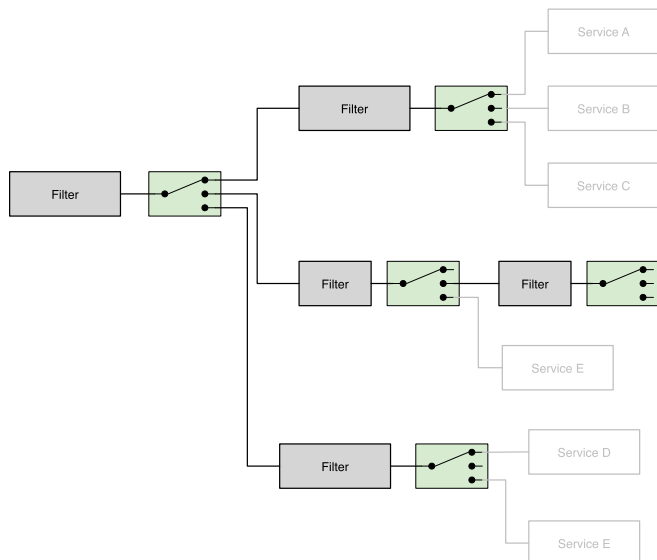 Service A
Filter
Service B
Filter
Service C
Filter
Filter
Service E
Service D
Filter
Service E